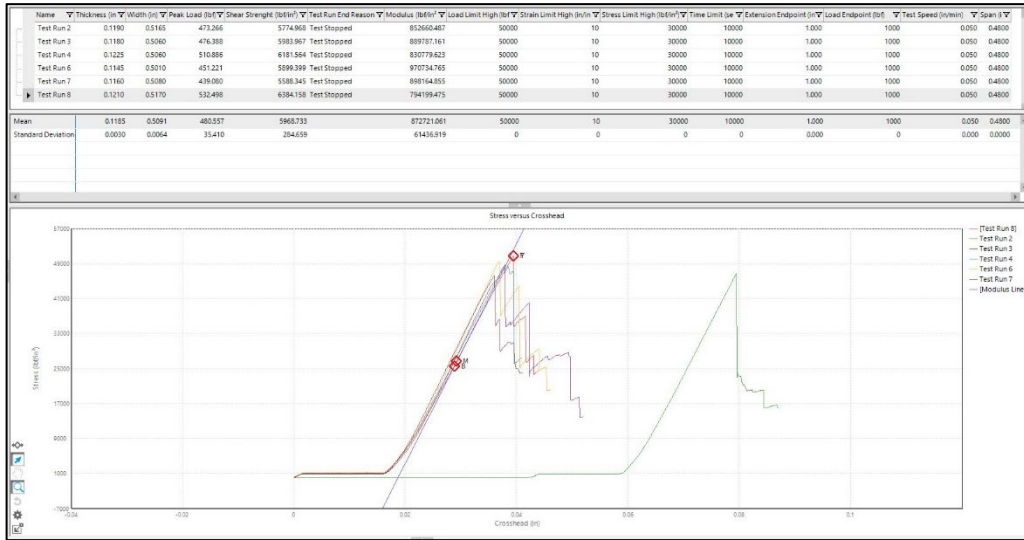 Name Thickness (in Width (in) Peak Load (lbf) Shear Strenght (lbf/in²) Test Run End Reason Modulus (lbf/in² Load Limit High (lbf Strain Limit High (in/in Stress Limit High (lbf/in² Time Limit (se Extension Endpoint (in Load Endpoint (lbf) Test Speed (in/min) Span (i
Test Run 2 0.1190 0.5165 473.266 5774.968 Test Stopped 852660.487 50000 10 30000 10000 1.000 1000 0.050 0.4800
Test Run 3 0.1180 0.5060 476.388 5983.967 Test Stopped 889787.161 50000 10 30000 10000 1.000 1000 0.050 0.4800
Test Run 4 0.1225 0.5060 510.886 6181.564 Test Stopped 830779.623 50000 10 30000 10000 1.000 1000 0.050 0.4800
Test Run 6 0.1145 0.5010 451.221 5899.399 Test Stopped 970734.765 50000 10 30000 10000 1.000 1000 0.050 0.4800
Test Run 7 0.1160 0.5080 439.080 5588.345 Test Stopped 898164.855 50000 10 30000 10000 1.000 1000 0.050 0.4800
Test Run 8 0.1210 0.5170 532.498 6384.158 Test Stopped 794199.475 50000 10 30000 10000 1.000 1000 0.050 0.4800
Mean 0.1185 0.5091 480.557 5968.733 872721.061 50000 10 30000 10000 1.000 1000 0.050 0.4800
Standard Deviation 0.0030 0.0064 35.410 284.659 61436.919 0 0 0 0 0.000 0 0.000 0.0000
Stress versus Crosshead
57000
49000
41000
33000
25000
17000
9000
1000
-7000
Stress (lbf/in²)
-0.04 -0.02 0 0.02 0.04 0.06 0.08 0.1
Crosshead (in)
M
B
[Test Run 8]
Test Run 2
Test Run 3
Test Run 4
Test Run 6
Test Run 7
[Modulus Line